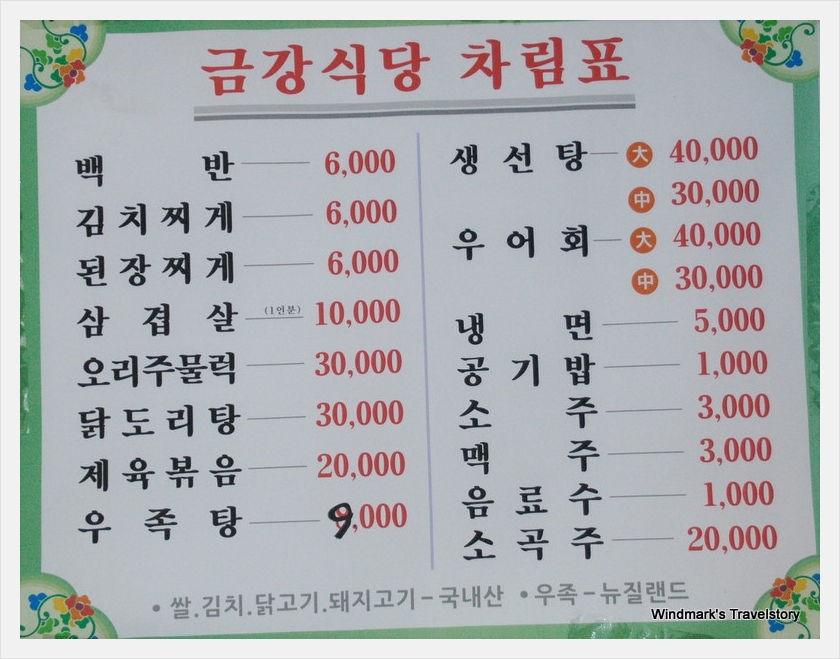 금강식당 차림표
백반 6,000
김치찌게 6,000
된장찌게 6,000
삼겹살 (1인분) 10,000
오리주물럭 30,000
닭도리탕 30,000
제육볶음 20,000
우족탕 9,000
생선탕 大 40,000
中 30,000
우어회 大 40,000
中 30,000
냉면 5,000
공기밥 1,000
소주 3,000
맥주 3,000
음료수 1,000
소곡주 20,000
• 쌀.김치.닭고기.돼지고기-국내산 • 우족-뉴질랜드
Windmark's Travelstory